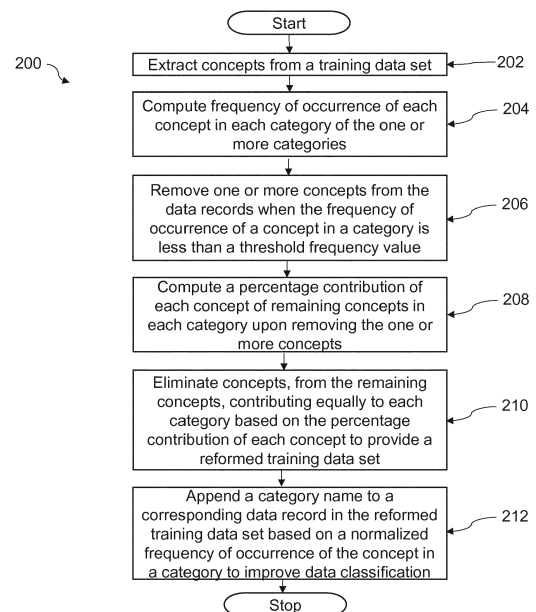 Start
200
Extract concepts from a training data set
202
Compute frequency of occurrence of each
concept in each category of the one or
more categories
204
Remove one or more concepts from the
data records when the frequency of
occurrence of a concept in a category is
less than a threshold frequency value
206
Compute a percentage contribution of
each concept of remaining concepts in
each category upon removing the one or
more concepts
208
Eliminate concepts, from the remaining
concepts, contributing equally to each
category based on the percentage
contribution of each concept to provide a
reformed training data set
210
Append a category name to a
corresponding data record in the reformed
training data set based on a normalized
frequency of occurrence of the concept in
a category to improve data classification
212
Stop